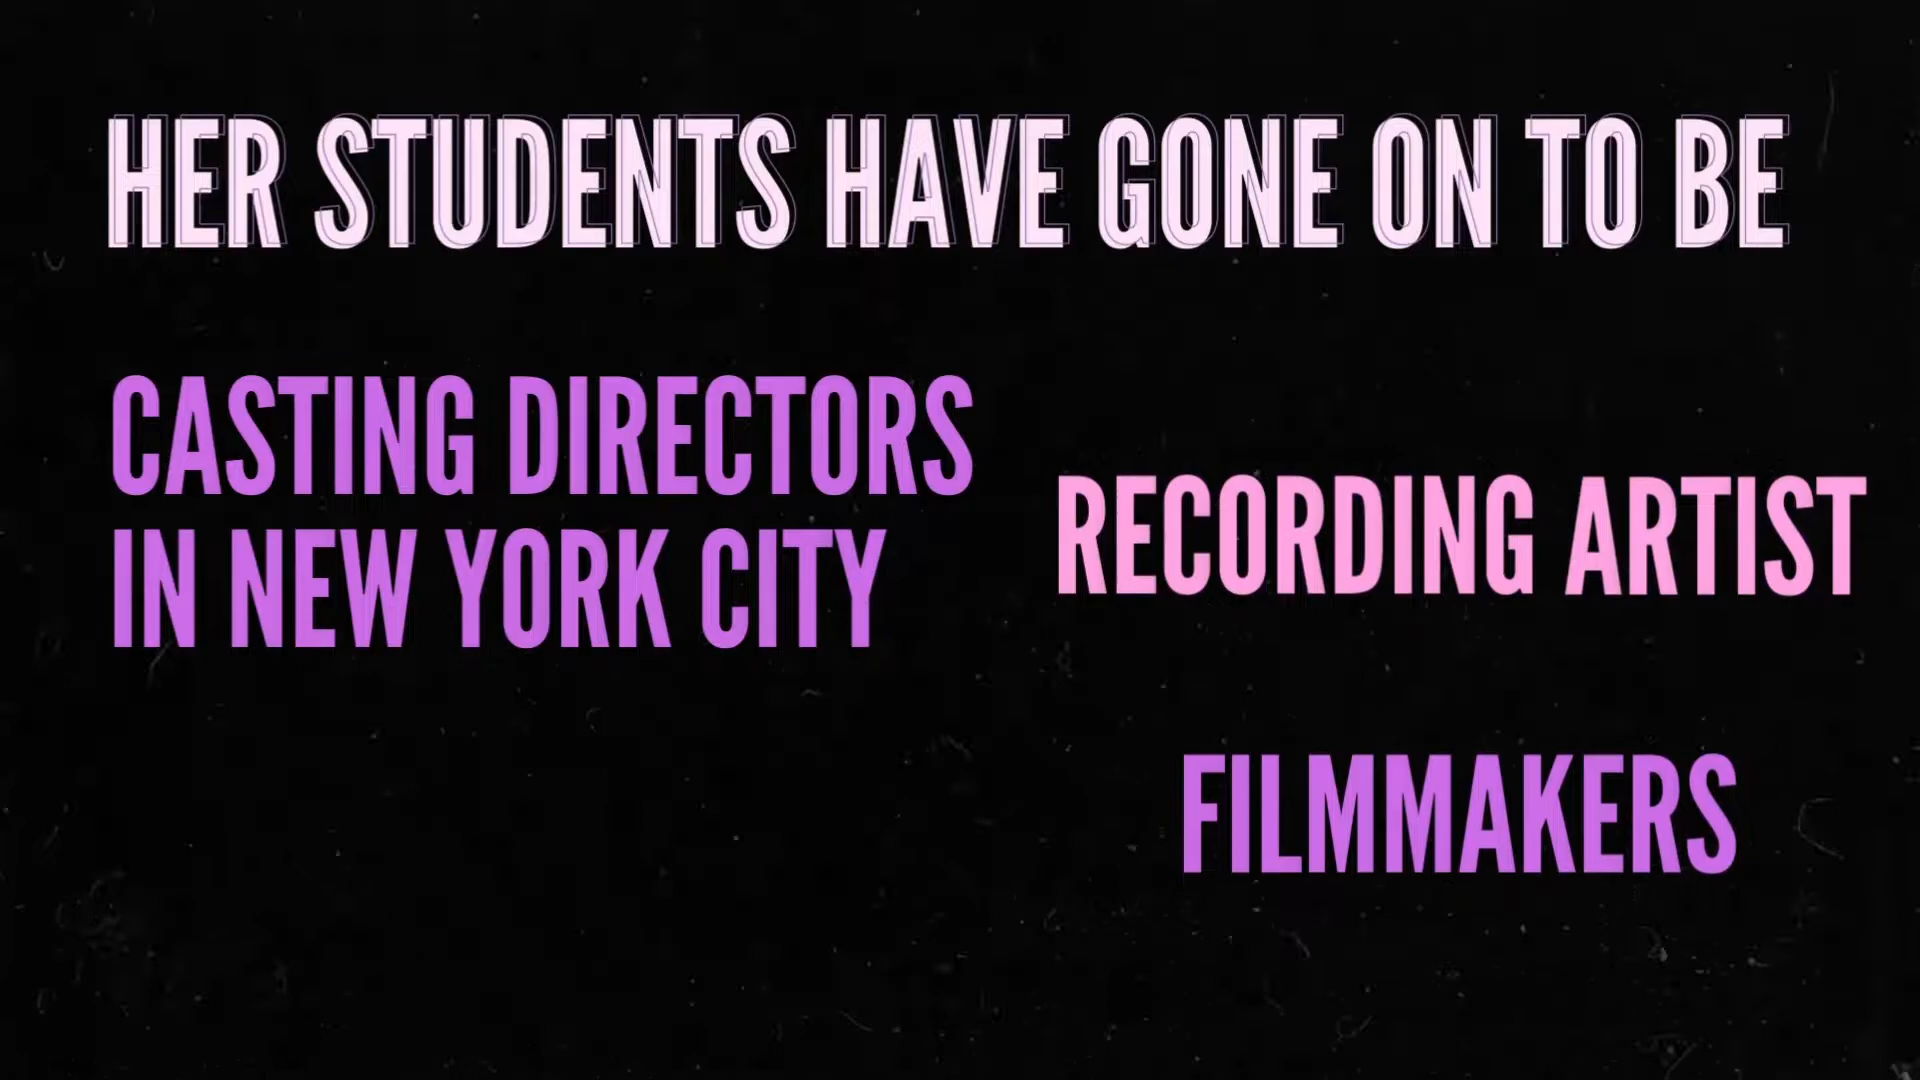 HER STUDENTS HAVE GONE ON TO BE
CASTING DIRECTORS
IN NEW YORK CITY
RECORDING ARTIST
FILMMAKERS